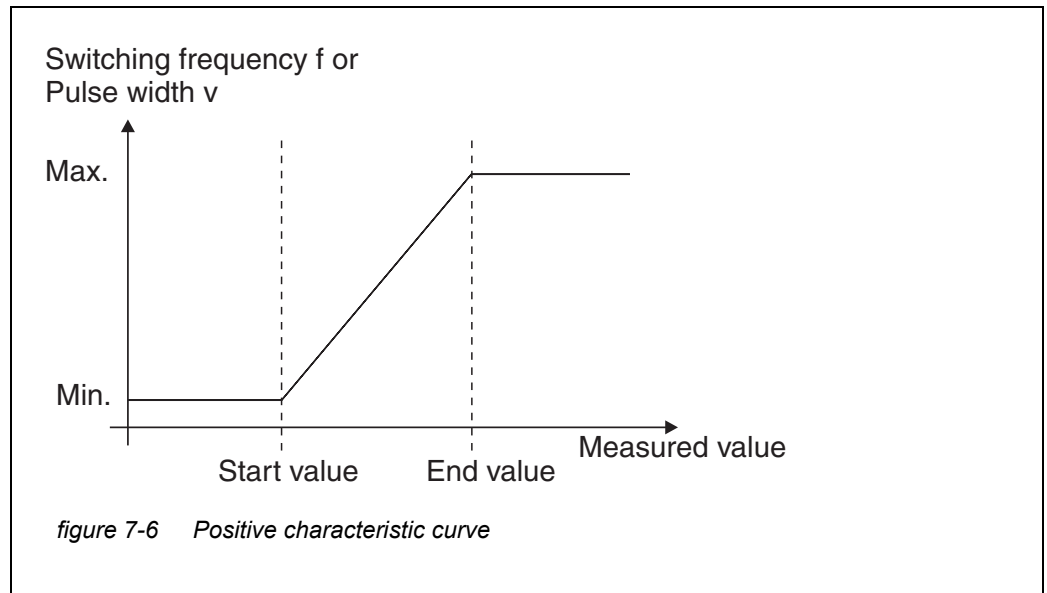 Switching frequency f or
Pulse width v
Max.
Min.
Measured value
Start value End value
figure 7-6 Positive characteristic curve